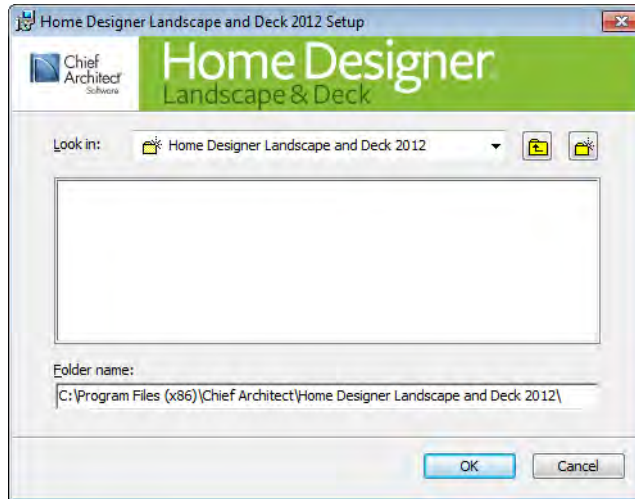 Home Designer Landscape and Deck 2012 Setup
Chief
Architect
Software
Home Designer
Landscape & Deck
Look in:
Home Designer Landscape and Deck 2012
Folder name:
C:\Program Files (x86)\Chief Architect\Home Designer Landscape and Deck 2012\
OK
Cancel